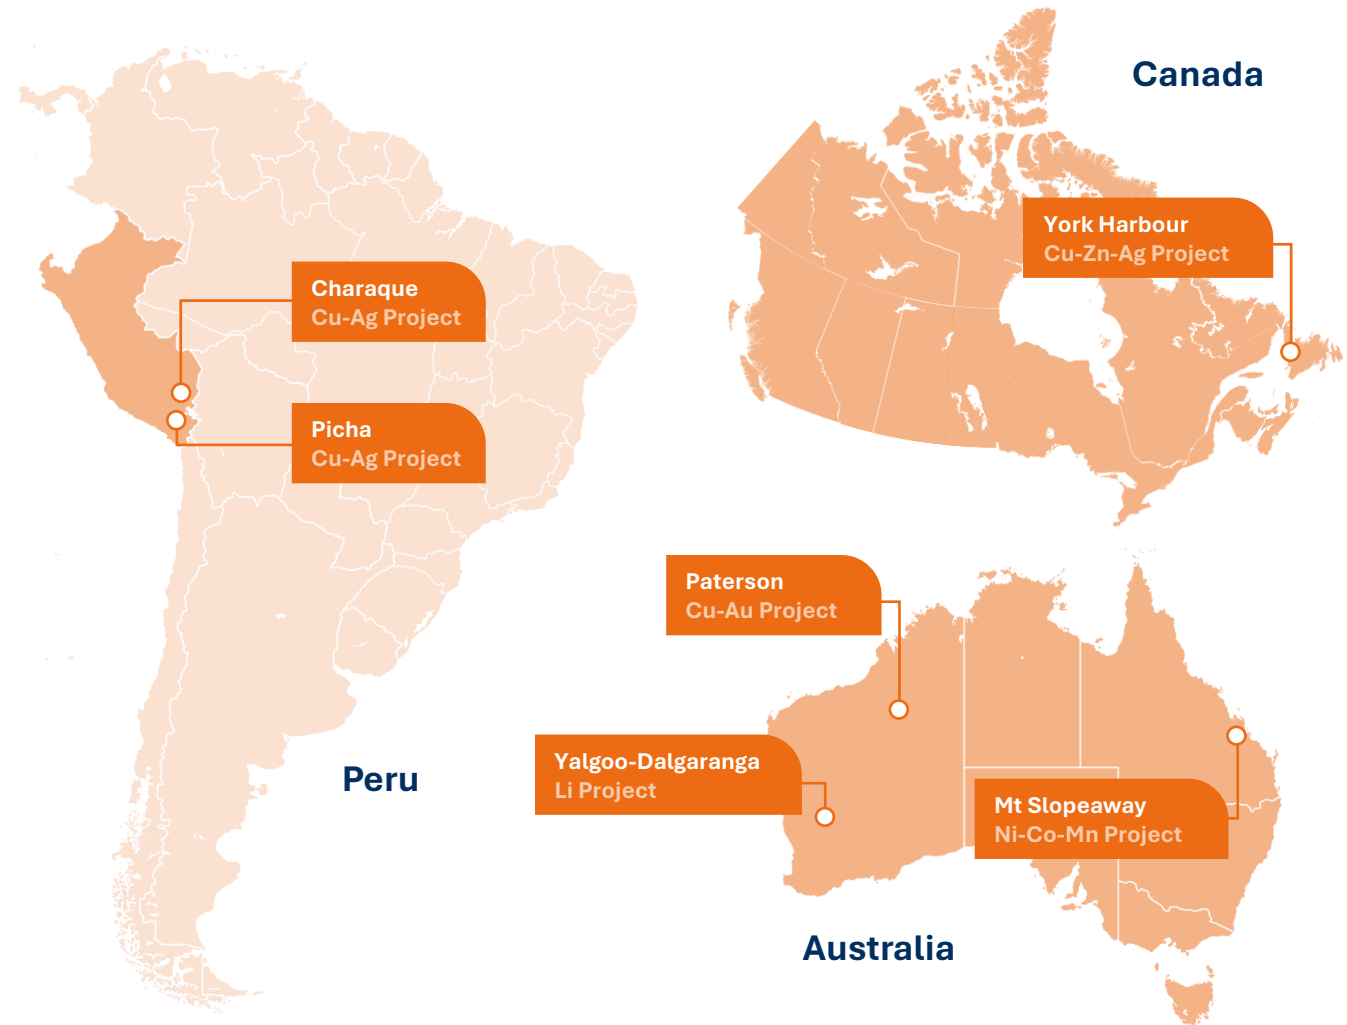 Canada
York Harbour
Cu-Zn-Ag Project
Charaque
Cu-Ag Project
Picha
Cu-Ag Project
Peru
Paterson
Cu-Au Project
Yalgoo-Dalgaranga
Li Project
Mt Slopeaway
Ni-Co-Mn Project
Australia